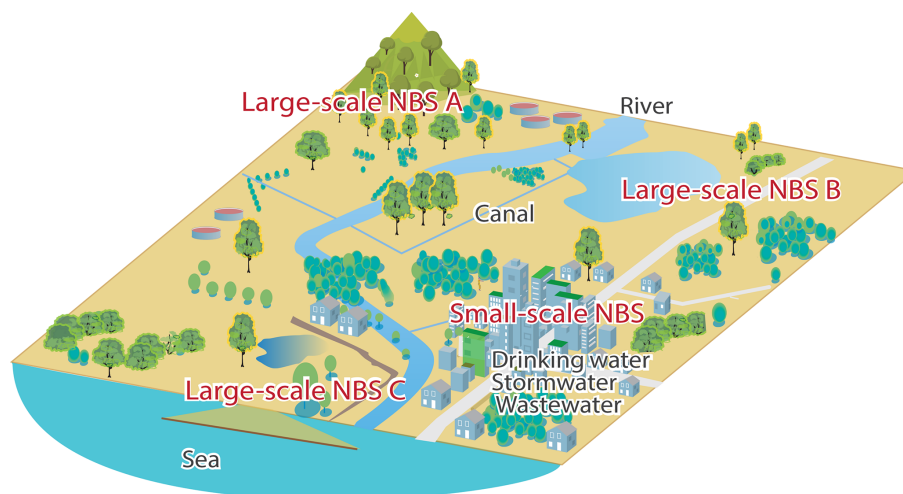 Large-scale NBS A
River
Large-scale NBS B
Canal
Small-scale NBS
Drinking water
Stormwater
Wastewater
Large-scale NBS C
Sea